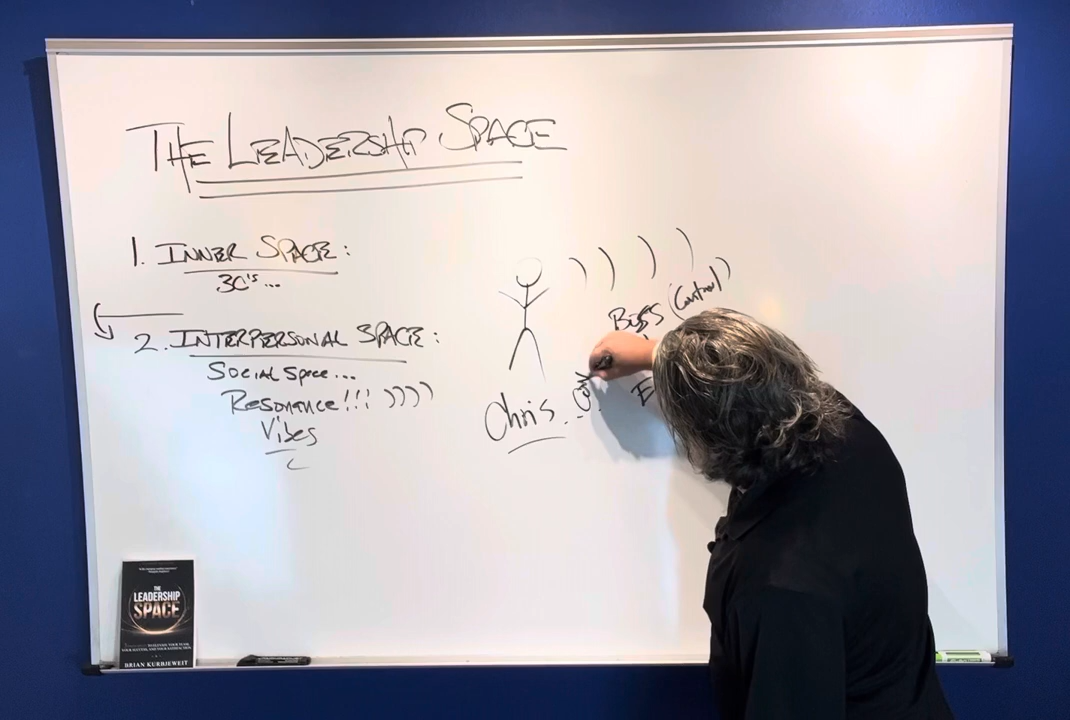 THE LEADERSHIP SPACE
1. INNER SPACE:
3C's...
2. INTERPERSONAL SPACE:
Social space...
Resonance!!! ))))
Vibes
Boss (Control)
Chris.
THE
LEADERSHIP
SPACE
BRIAN KURBJEWEIT